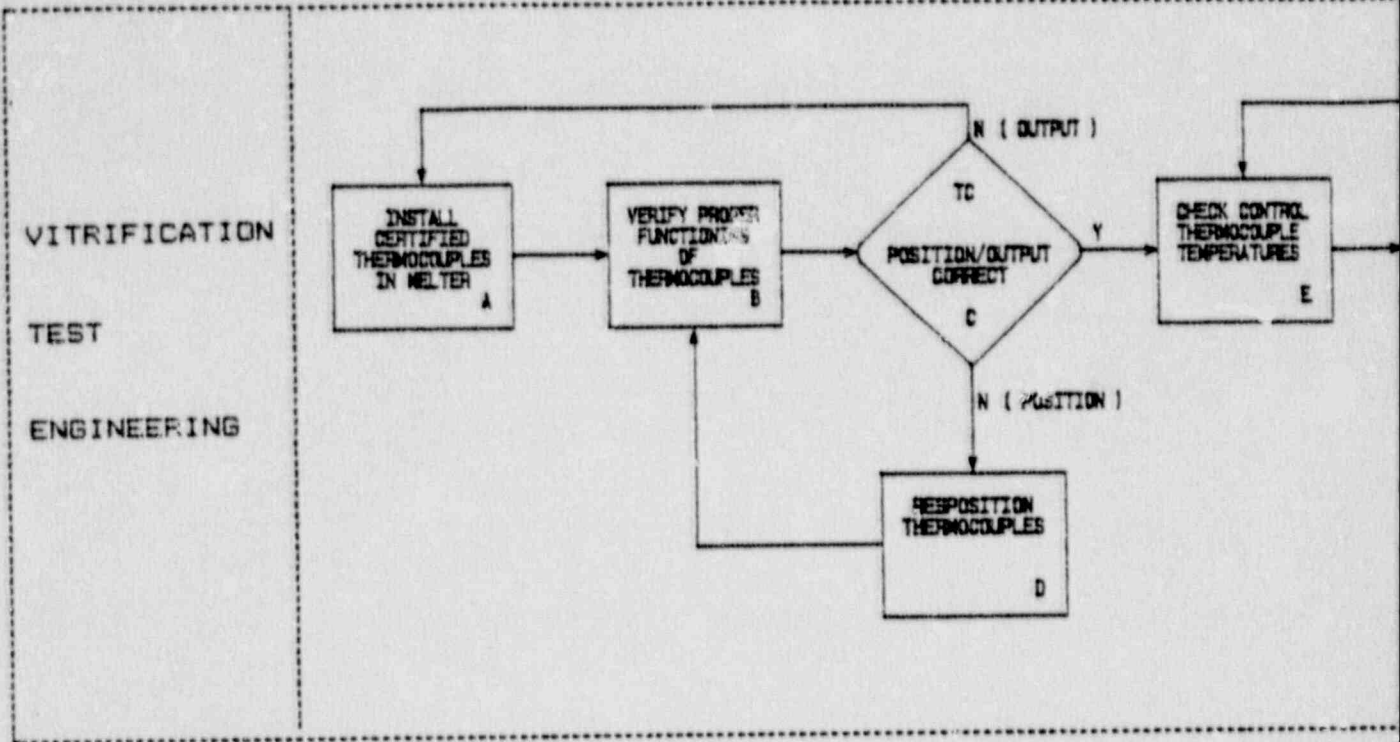 VITRIFICATION
TEST
ENGINEERING
INSTALL
CERTIFIED
THERMOCOUPLES
IN MELTER
A
VERIFY PROPER
FUNCTIONING
OF
THERMOCOUPLES
B
N ( OUTPUT )
TC
POSITION/OUTPUT
CORRECT
C
Y
CHECK CONTROL
THERMOCOUPLE
TEMPERATURES
E
N ( POSITION )
RESPOSITION
THERMOCOUPLES
D